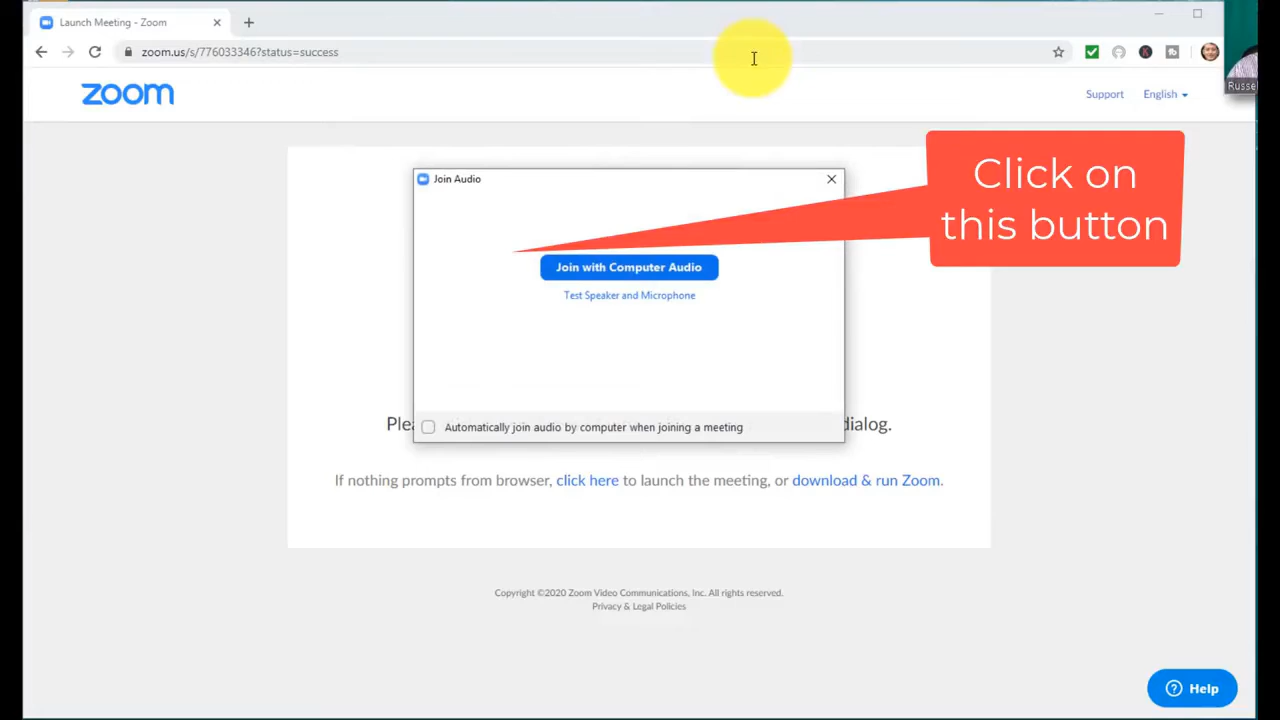 Launch Meeting - Zoom
zoom.us/s/776033346?status=success
Russe
zoom
Support
English
Click on
this button
Join Audio
Join with Computer Audio
Test Speaker and Microphone
Automatically join audio by computer when joining a meeting
Plea
dialog.
If nothing prompts from browser, click here to launch the meeting, or download & run Zoom.
Copyright ©2020 Zoom Video Communications, Inc. All rights reserved.
Privacy & Legal Policies
Help